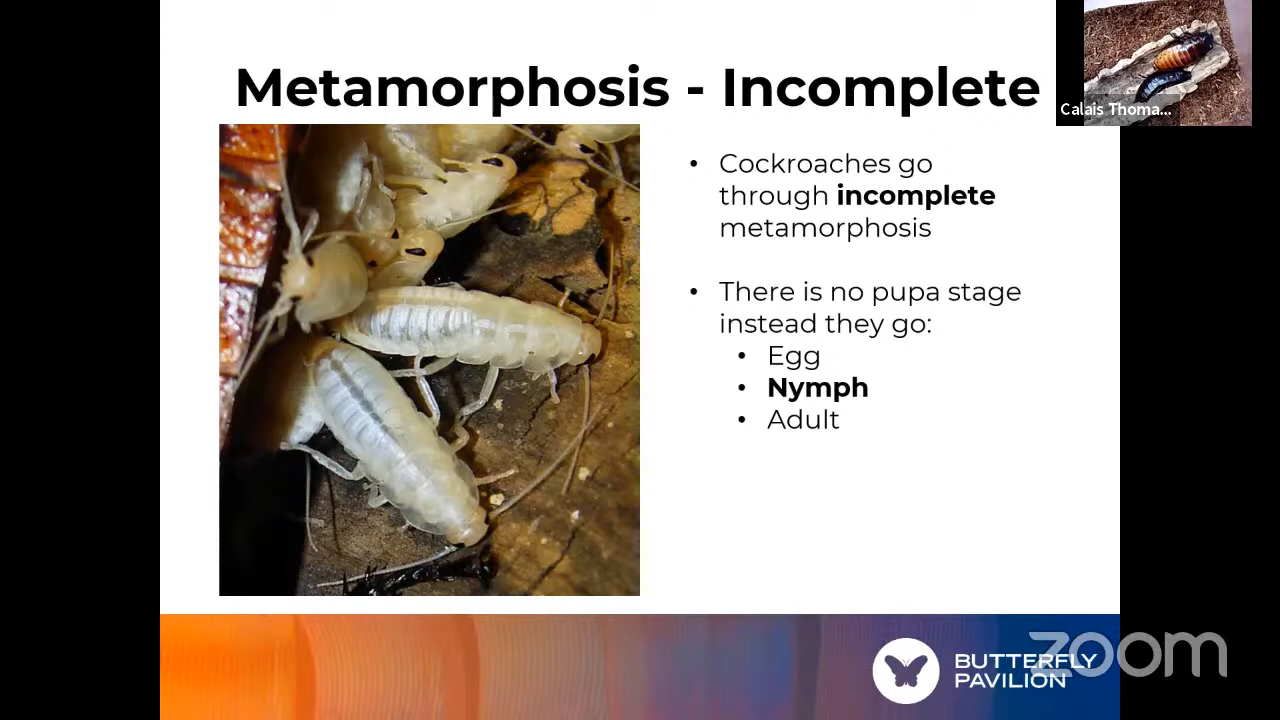 Metamorphosis - Incomplete
Calais Thoma...
• Cockroaches go
through incomplete
metamorphosis
• There is no pupa stage
instead they go:
• Egg
• Nymph
• Adult
BUTTERFLY
PAVILION
zoom